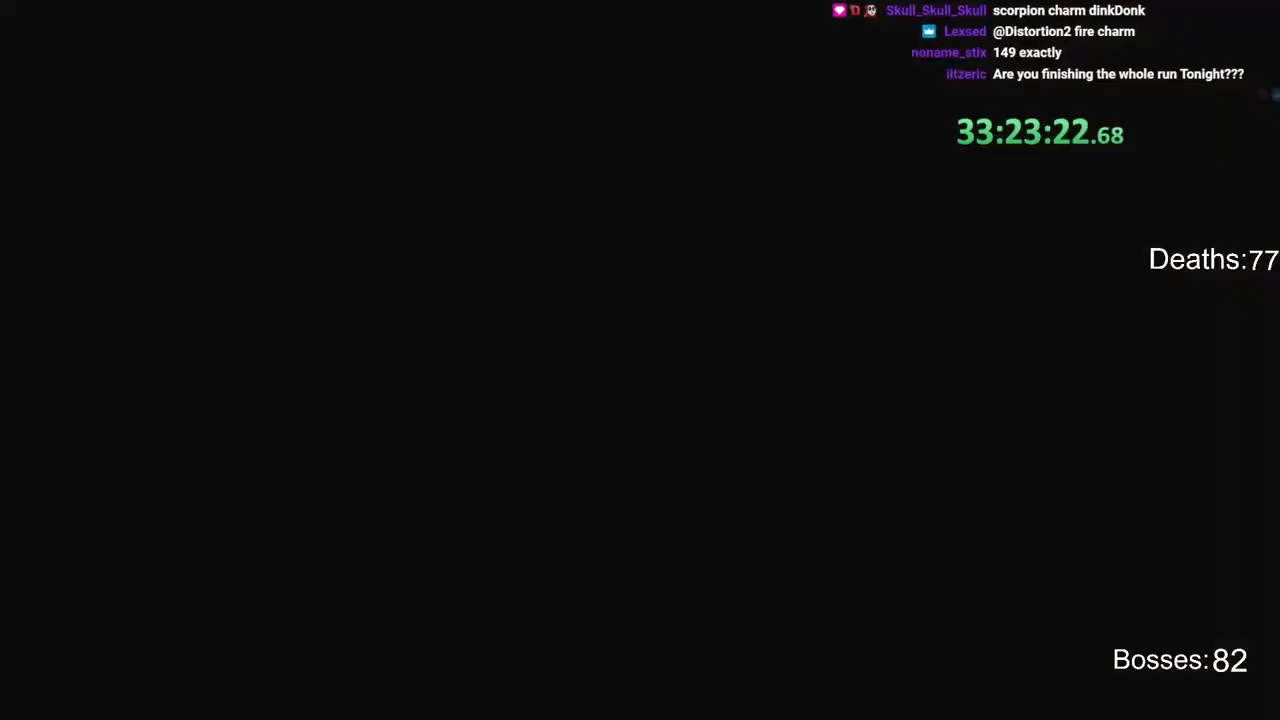 Skull_Skull_Skull scorpion charm dinkDonk
Lexsed @Distortion2 fire charm
noname_stix 149 exactly
iltzeric Are you finishing the whole run Tonight???
33:23:22.68
Deaths:77
Bosses:82